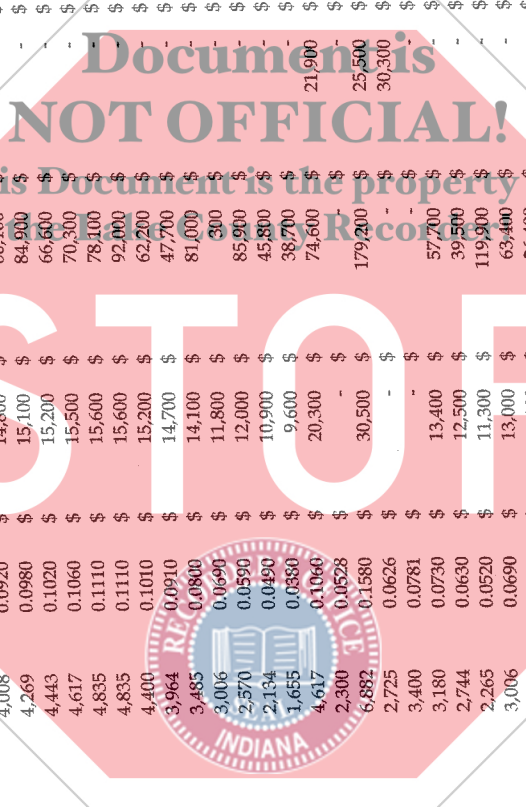 Document is
NOT OFFICIAL!
is Document is the property
the Lake County Recorder!
STOP
RECORDER'S OFFICE
SEAL
INDIANA
4,008 0.0920 $ $ $ - $
4,269 0.0980 $ 15,100 $ 84,900 $ - $
4,443 0.1020 $ 15,200 $ 66,600 $ - $
4,617 0.1060 $ 15,500 $ 70,300 $ - $
4,835 0.1110 $ 15,600 $ 78,100 $ - $
4,835 0.1110 $ 15,600 $ 92,000 $ - $
4,400 0.1010 $ 15,200 $ 62,200 $ - $
3,964 0.0910 $ 14,700 $ 47,700 $ - $
3,485 0.0800 $ 14,100 $ 81,000 $ - $
3,006 0.0690 $ 11,800 $ 300 $ - $
2,570 0.0590 $ 12,000 $ 85,900 $ - $
2,134 0.0490 $ 10,900 $ 45,800 $ - $
1,655 0.0380 $ 9,600 $ 38,700 $ - $
4,617 0.1060 $ 20,300 $ 74,600 $ 21,900 $
2,300 0.0528 $ - $ - $ - $
6,882 0.1580 $ 30,500 $ 179,200 $ 25,500 $
2,725 0.0626 $ - $ - $ 30,300 $
3,400 0.0781 $ - $ - $ - $
3,180 0.0730 $ 13,400 $ 57,700 $ - $
2,744 0.0630 $ 12,500 $ 39,500 $ - $
2,265 0.0520 $ 11,300 $ 119,200 $ - $
3,006 0.0690 $ 13,000 $ 63,400 $ - $